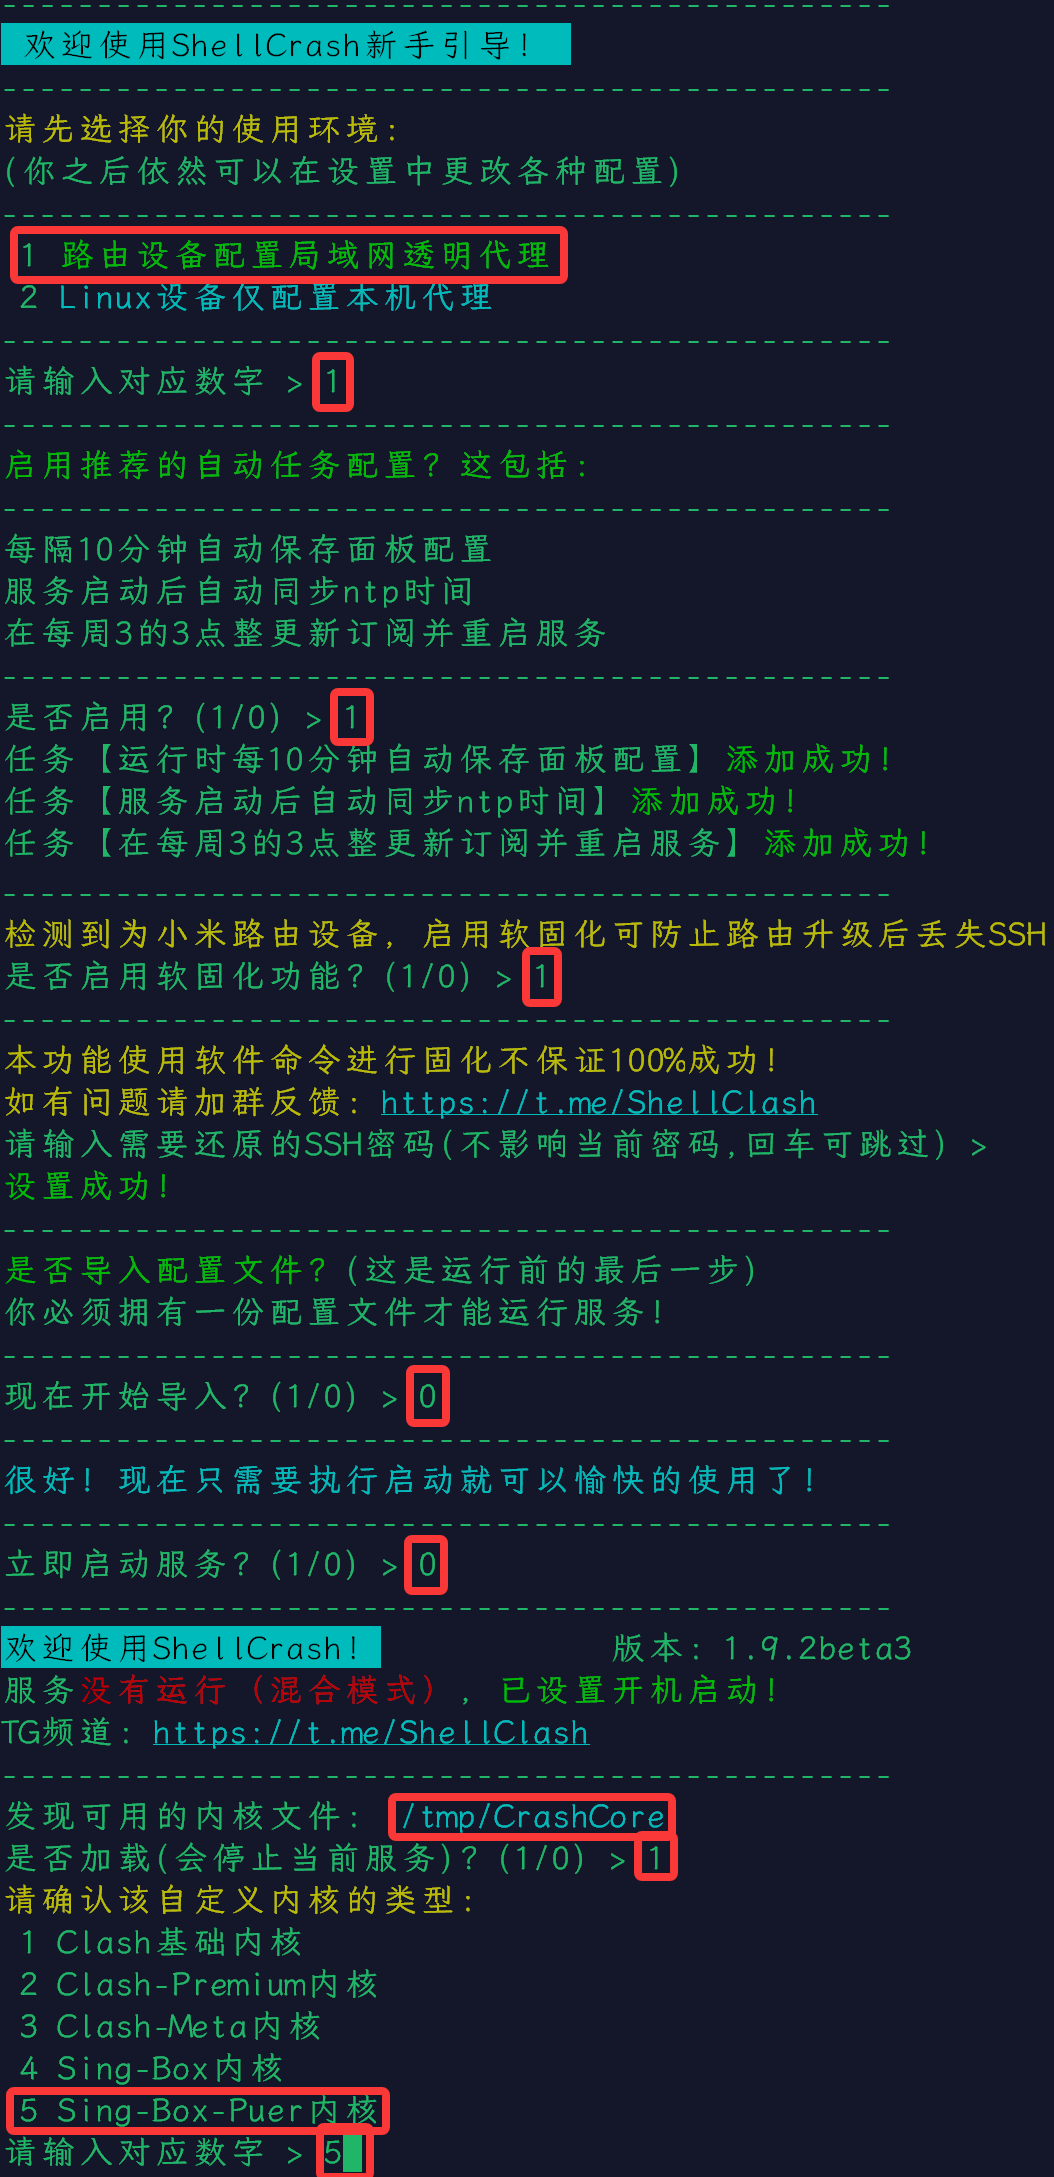 -----------------------------------------------
欢迎使用ShellCrash新手引导!
-----------------------------------------------
请先选择你的使用环境:
(你之后依然可以在设置中更改各种配置)
-----------------------------------------------
1 路由设备配置局域网透明代理
2 Linux设备仅配置本机代理
-----------------------------------------------
请输入对应数字 > 1
-----------------------------------------------
启用推荐的自动任务配置? 这包括:
-----------------------------------------------
每隔10分钟自动保存面板配置
服务启动后自动同步ntp时间
在每周3的3点整更新订阅并重启服务
-----------------------------------------------
是否启用? (1/0) > 1
任务【运行时每10分钟自动保存面板配置】添加成功!
任务【服务启动后自动同步ntp时间】添加成功!
任务【在每周3的3点整更新订阅并重启服务】添加成功!
-----------------------------------------------
检测到为小米路由设备, 启用软固化可防止路由升级后丢失SSH
是否启用软固化功能? (1/0) > 1
-----------------------------------------------
本功能使用软件命令进行固化不保证100%成功!
如有问题请加群反馈: https://t.me/ShellClash
请输入需要还原的SSH密码(不影响当前密码,回车可跳过) >
设置成功!
-----------------------------------------------
是否导入配置文件? (这是运行前的最后一步)
你必须拥有一份配置文件才能运行服务!
-----------------------------------------------
现在开始导入? (1/0) > 0
-----------------------------------------------
很好! 现在只需要执行启动就可以愉快的使用了!
-----------------------------------------------
立即启动服务? (1/0) > 0
-----------------------------------------------
欢迎使用ShellCrash! 版本: 1.9.2beta3
服务没有运行（混合模式）, 已设置开机启动!
TG频道: https://t.me/ShellClash
-----------------------------------------------
发现可用的内核文件: /tmp/CrashCore
是否加载(会停止当前服务)? (1/0) > 1
请确认该自定义内核的类型:
1 Clash基础内核
2 Clash-Premium内核
3 Clash-Meta内核
4 Sing-Box内核
5 Sing-Box-Puer内核
请输入对应数字 > 5